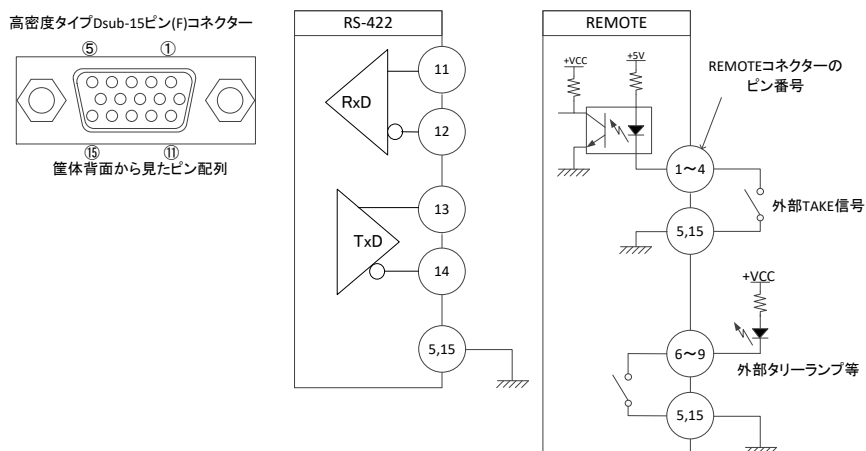 高密度タイプDsub-15ピン(F)コネクター
⑤
①
⑮
⑪
筐体背面から見たピン配列
RS-422
RxD
11
12
TxD
13
14
5,15
REMOTE
+VCC
+5V
REMOTEコネクターの
ピン番号
1～4
外部TAKE信号
5,15
+VCC
6～9
外部タリーランプ等
5,15